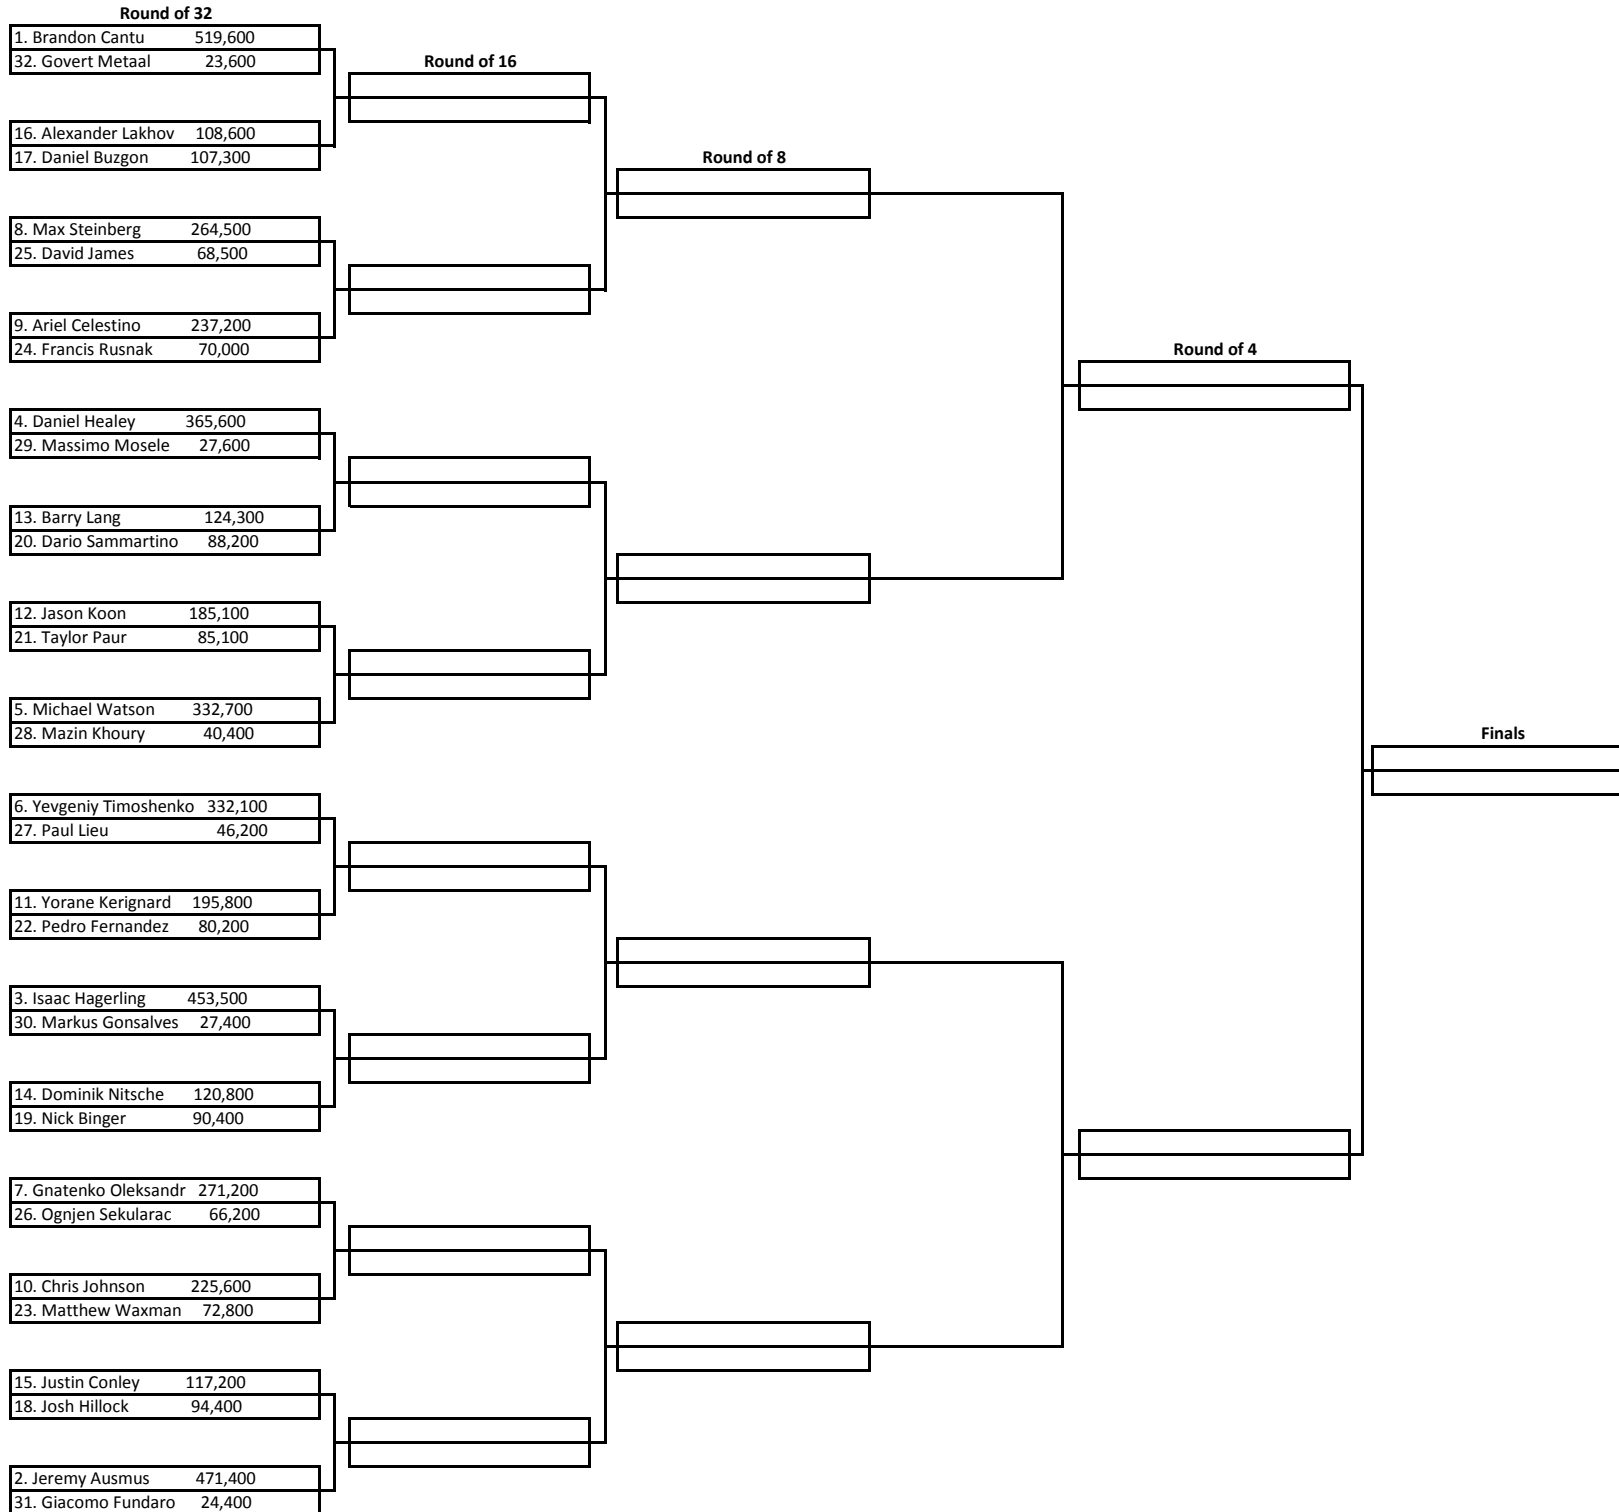 Round of 32
1. Brandon Cantu 519,600
32. Govert Metaal 23,600
Round of 16
16. Alexander Lakhov 108,600
17. Daniel Buzgon 107,300
Round of 8
8. Max Steinberg 264,500
25. David James 68,500
9. Ariel Celestino 237,200
24. Francis Rusnak 70,000
Round of 4
4. Daniel Healey 365,600
29. Massimo Mosele 27,600
13. Barry Lang 124,300
20. Dario Sammartino 88,200
12. Jason Koon 185,100
21. Taylor Paur 85,100
5. Michael Watson 332,700
28. Mazin Khoury 40,400
Finals
6. Yevgeniy Timoshenko 332,100
27. Paul Lieu 46,200
11. Yorane Kerignard 195,800
22. Pedro Fernandez 80,200
3. Isaac Hagerling 453,500
30. Markus Gonsalves 27,400
14. Dominik Nitsche 120,800
19. Nick Binger 90,400
7. Gnatenko Oleksandr 271,200
26. Ognjen Sekularac 66,200
10. Chris Johnson 225,600
23. Matthew Waxman 72,800
15. Justin Conley 117,200
18. Josh Hillock 94,400
2. Jeremy Ausmus 471,400
31. Giacomo Fundaro 24,400